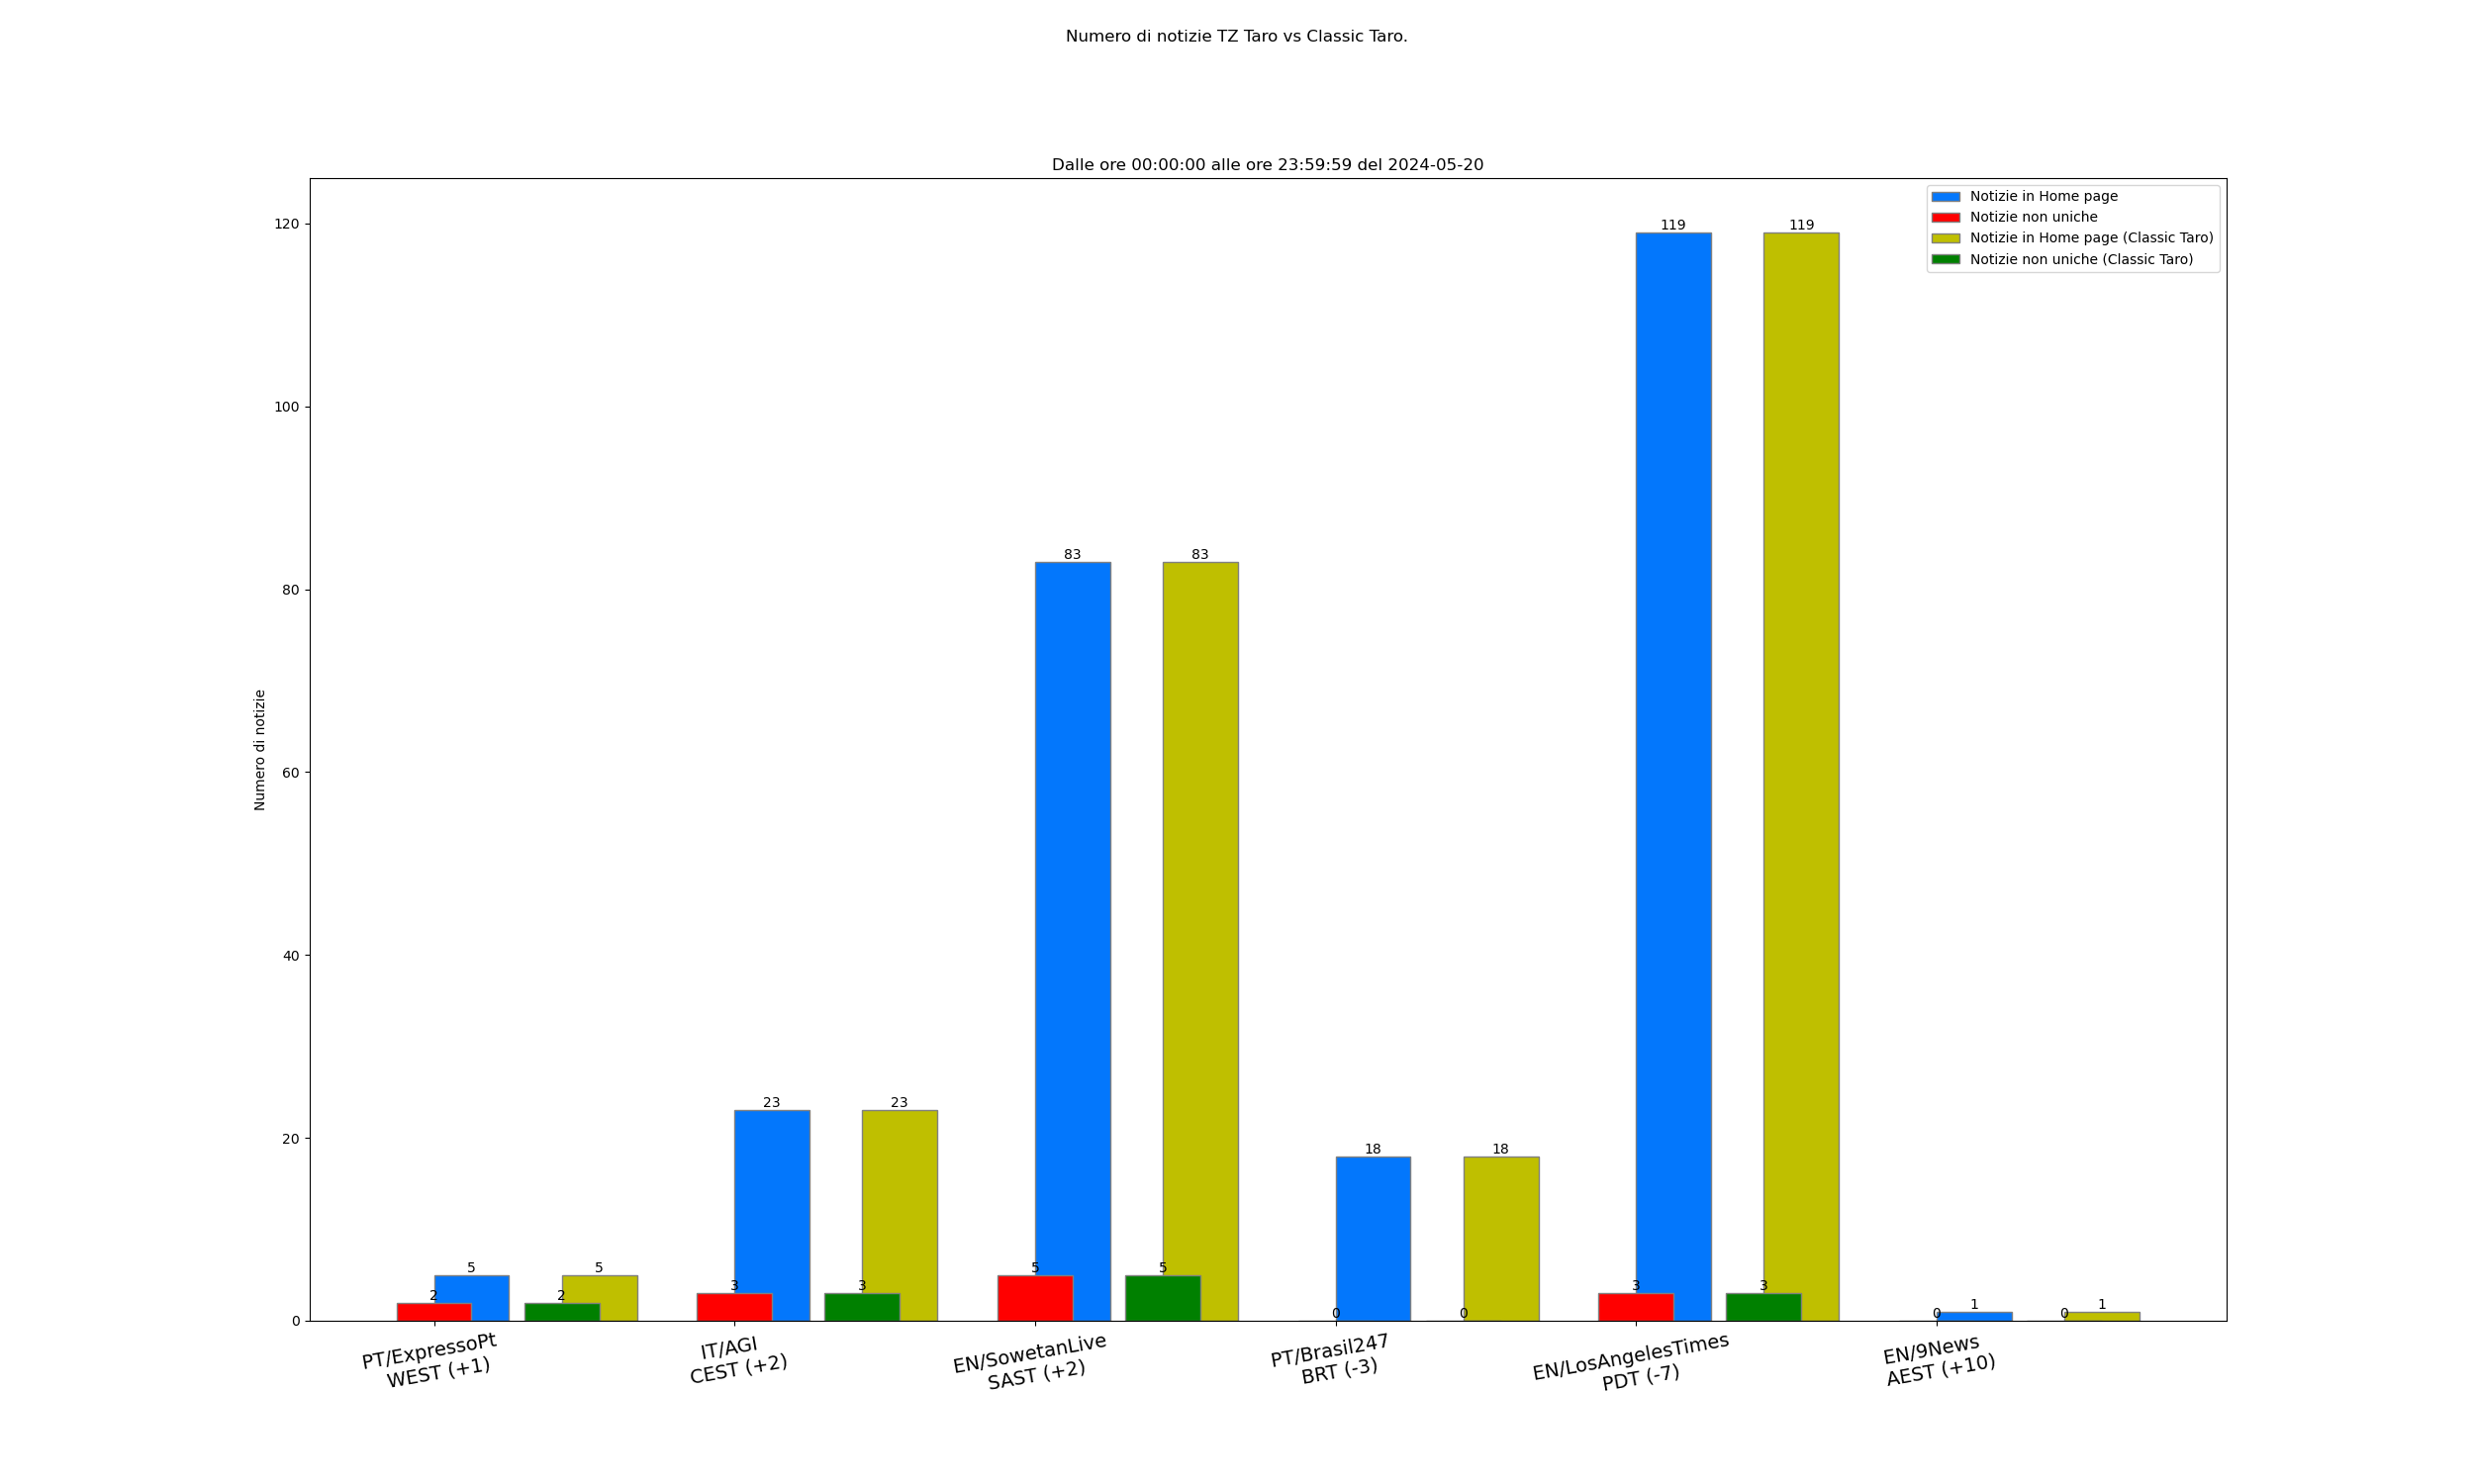 Numero di notizie TZ Taro vs Classic Taro.
Dalle ore 00:00:00 alle ore 23:59:59 del 2024-05-20
Notizie in Home page
Notizie non uniche
Notizie in Home page (Classic Taro)
Notizie non uniche (Classic Taro)
Numero di notizie
120
100
80
60
40
20
0
2
5
2
5
3
23
3
23
5
83
5
83
0
18
0
18
3
119
3
119
0
1
0
1
PT/ExpressoPt
WEST (+1)
IT/AGI
CEST (+2)
EN/SowetanLive
SAST (+2)
PT/Brasil247
BRT (-3)
EN/LosAngelesTimes
PDT (-7)
EN/9News
AEST (+10)